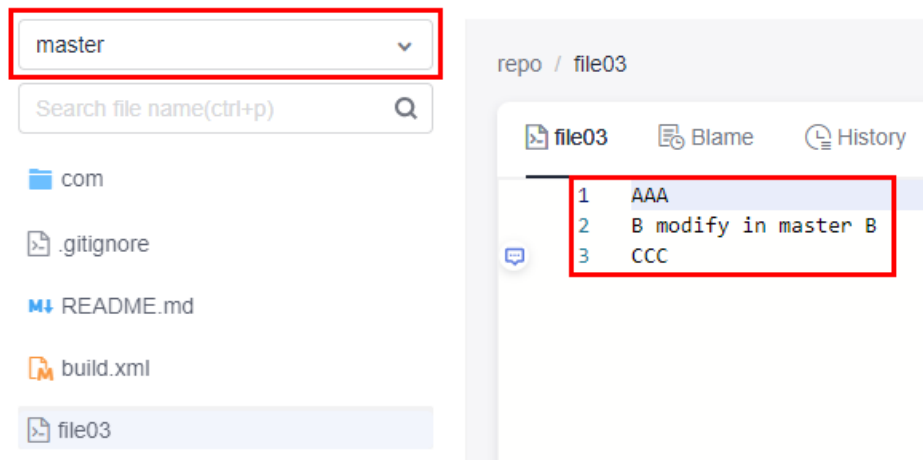 master
Search file name(ctrl+p)
com
.gitignore
M↓ README.md
build.xml
file03
repo / file03
file03 Blame History
1 AAA
2 B modify in master B
3 CCC